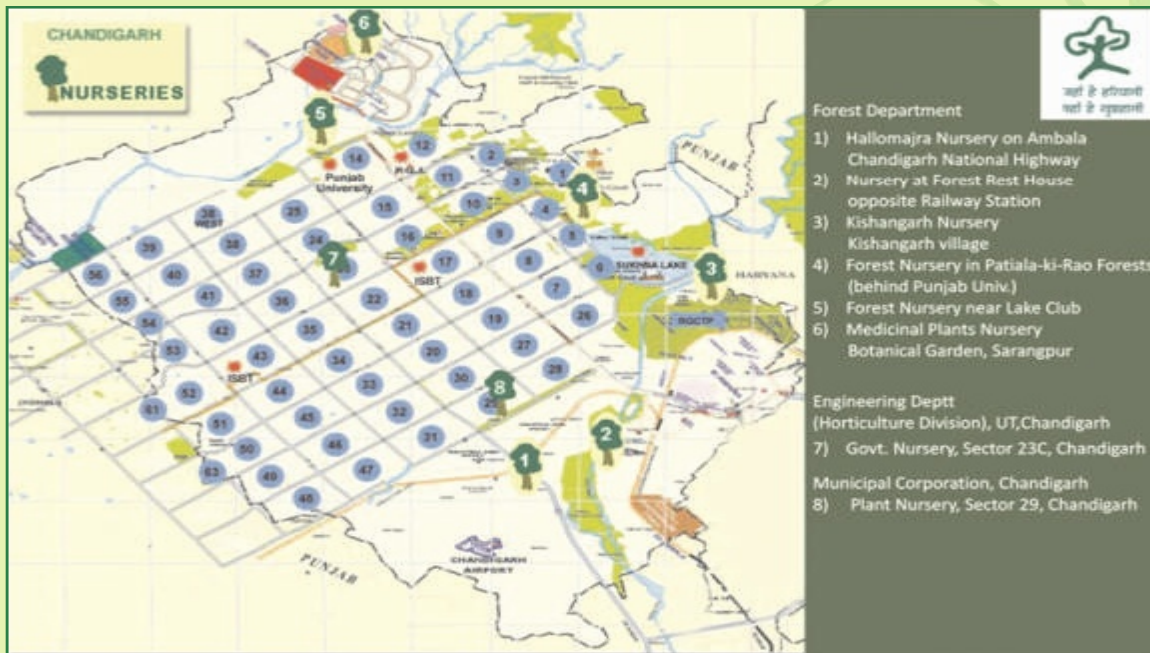 CHANDIGARH
NURSERIES
6
5
14
12
2
Punjab
University
P.G.I.
11
3
1
4
PUNJAB
38
WEST
25
15
10
4
39
38
24
16
9
5
7
17
8
6
SUKHNA LAKE
3
HARYANA
56
40
37
ISBT
55
41
36
22
18
7
RGCTP
54
42
35
21
19
26
53
43
34
20
27
ISBT
52
44
33
30
28
8
29
61
51
45
32
2
50
46
31
1
63
49
47
48
PUNJAB
CHANDIGARH
AIRPORT
जहाँ है हरियाली
वहाँ है खुशहाली
Forest Department
1) Hallomajra Nursery on Ambala
Chandigarh National Highway
2) Nursery at Forest Rest House
opposite Railway Station
3) Kishangarh Nursery
Kishangarh village
4) Forest Nursery in Patiala-ki-Rao Forests
(behind Punjab Univ.)
5) Forest Nursery near Lake Club
6) Medicinal Plants Nursery
Botanical Garden, Sarangpur
Engineering Deptt
(Horticulture Division), UT,Chandigarh
7) Govt. Nursery, Sector 23C, Chandigarh
Municipal Corporation, Chandigarh
8) Plant Nursery, Sector 29, Chandigarh